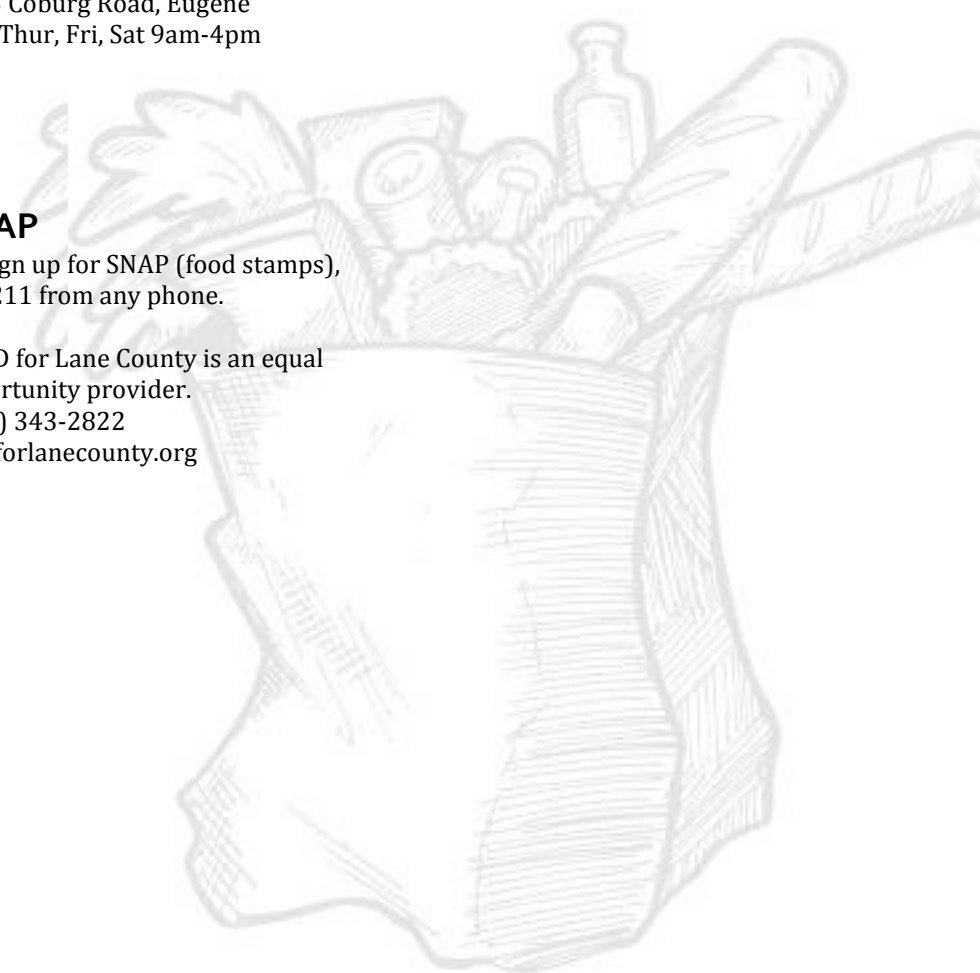 Coburg Road, Eugene
Thur, Fri, Sat 9am-4pm
AP
gn up for SNAP (food stamps),
211 from any phone.
D for Lane County is an equal
rtunity provider.
) 343-2822
forlanecounty.org